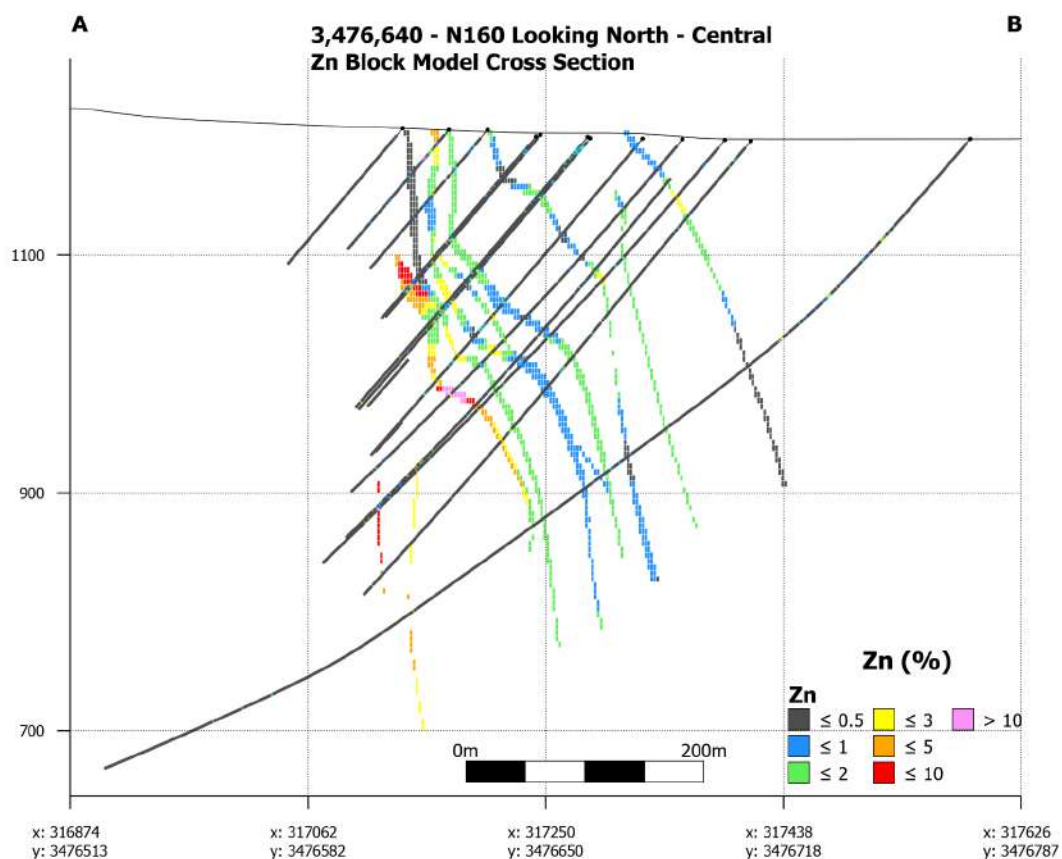 A
B
3,476,640 - N160 Looking North - Central
Zn Block Model Cross Section
1100
900
700
Zn (%)
Zn
≤ 0.5
≤ 3
> 10
≤ 1
≤ 5
≤ 2
≤ 10
0m
200m
x: 316874
y: 3476513
x: 317062
y: 3476582
x: 317250
y: 3476650
x: 317438
y: 3476718
x: 317626
y: 3476787